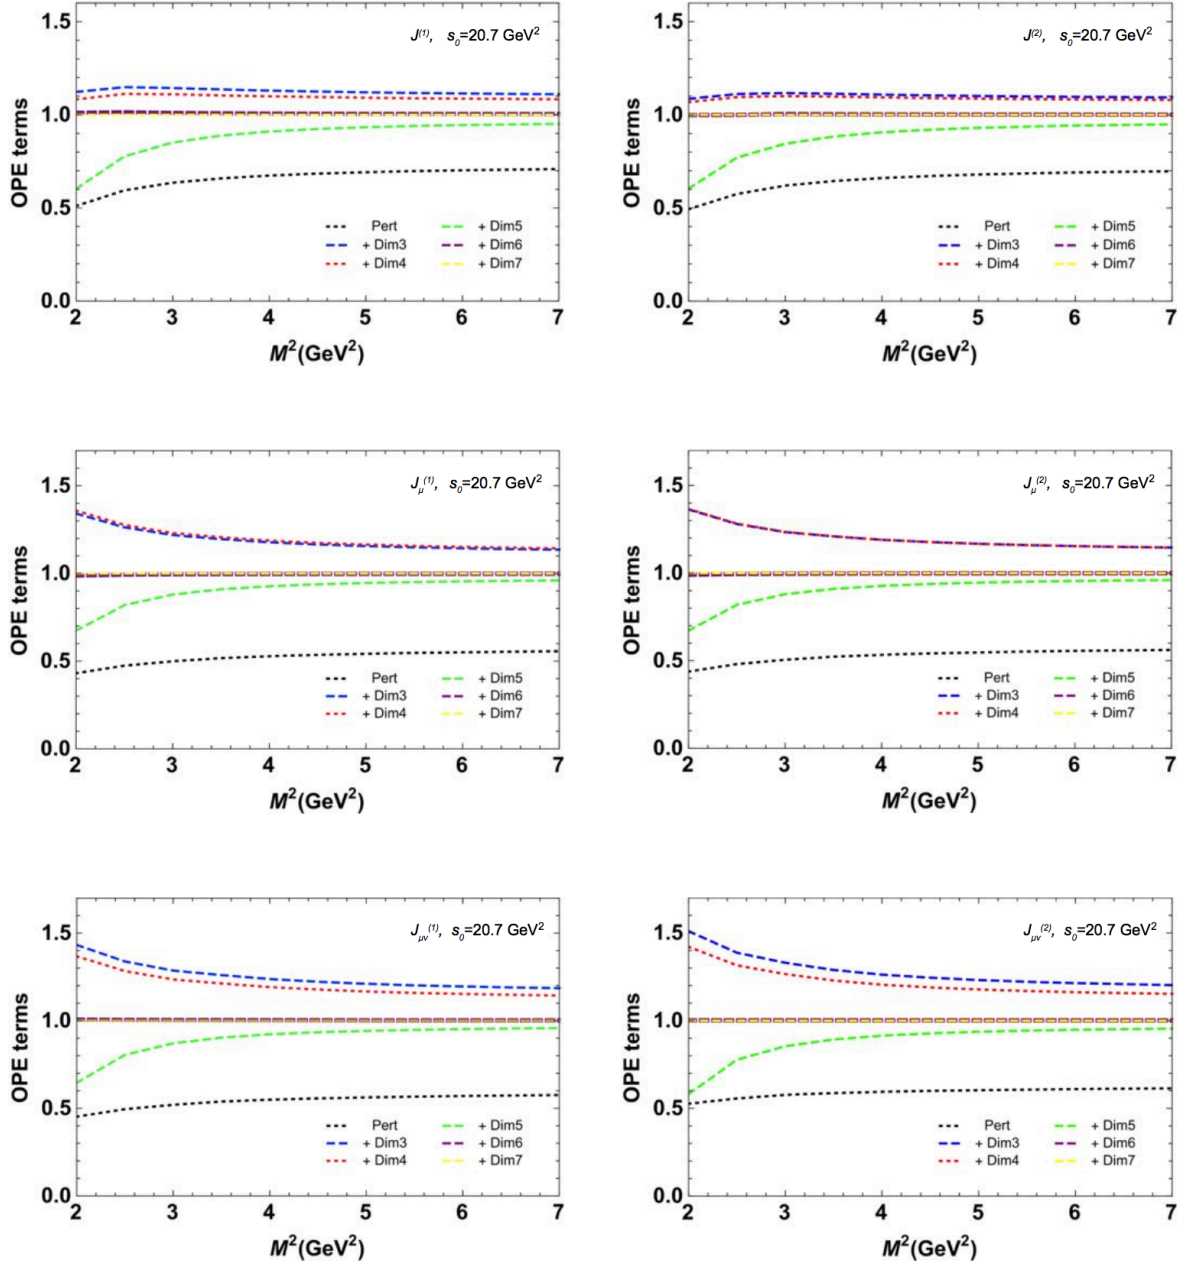 J(1), s0=20.7 GeV2
OPE terms
1.5
1.0
0.5
0.0
Pert
+ Dim3
+ Dim4
+ Dim5
+ Dim6
+ Dim7
2 3 4 5 6 7
M2(GeV2)
J(2), s0=20.7 GeV2
OPE terms
1.5
1.0
0.5
0.0
Pert
+ Dim3
+ Dim4
+ Dim5
+ Dim6
+ Dim7
2 3 4 5 6 7
M2(GeV2)
Jμ(1), s0=20.7 GeV2
OPE terms
1.5
1.0
0.5
0.0
Pert
+ Dim3
+ Dim4
+ Dim5
+ Dim6
+ Dim7
2 3 4 5 6 7
M2(GeV2)
Jμ(2), s0=20.7 GeV2
OPE terms
1.5
1.0
0.5
0.0
Pert
+ Dim3
+ Dim4
+ Dim5
+ Dim6
+ Dim7
2 3 4 5 6 7
M2(GeV2)
Jμν(1), s0=20.7 GeV2
OPE terms
1.5
1.0
0.5
0.0
Pert
+ Dim3
+ Dim4
+ Dim5
+ Dim6
+ Dim7
2 3 4 5 6 7
M2(GeV2)
Jμν(2), s0=20.7 GeV2
OPE terms
1.5
1.0
0.5
0.0
Pert
+ Dim3
+ Dim4
+ Dim5
+ Dim6
+ Dim7
2 3 4 5 6 7
M2(GeV2)